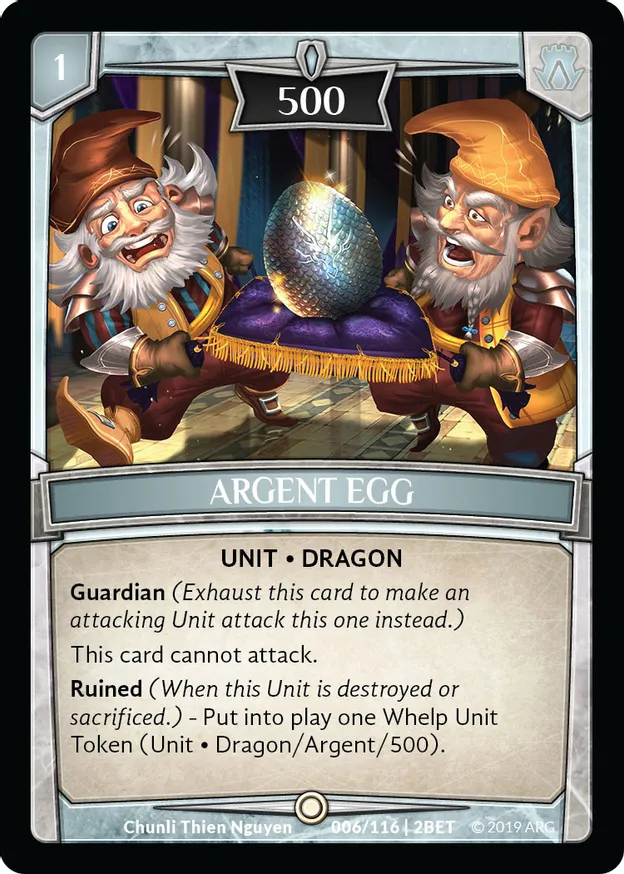 1
500
ARGENT EGG
UNIT • DRAGON
Guardian (Exhaust this card to make an
attacking Unit attack this one instead.)
This card cannot attack.
Ruined (When this Unit is destroyed or
sacrificed.) - Put into play one Whelp Unit
Token (Unit • Dragon/Argent/500).
Chunli Thien Nguyen 006/116 | 2BET © 2019 ARG